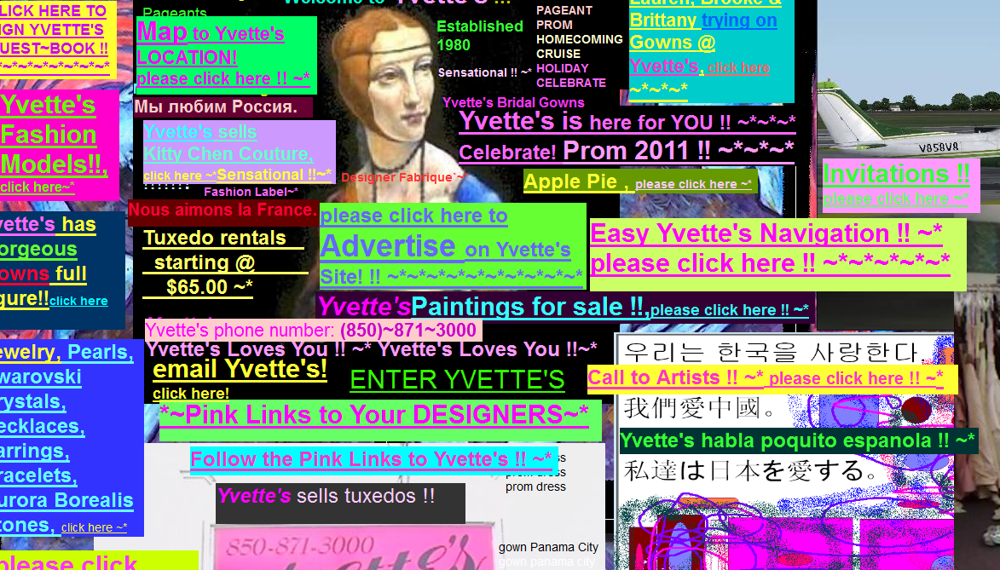 LICK HERE TO
IGN YVETTE'S
UEST~BOOK !!
*~*~*~*~*~*~*
Pageants
Map to Yvette's
LOCATION!
please click here !! ~*
Welcome to Yvette's !!!
Established
1980
Sensational !! ~*
PAGEANT
PROM
HOMECOMING
CRUISE
HOLIDAY
CELEBRATE
Lauren, Brooke &
Brittany trying on
Gowns @
Yvette's, click here
~*~*~*
Yvette's
Fashion
Models!!,
click here~*
Мы любим Россия.
Yvette's sells
Kitty Chen Couture,
click here ~*Sensational !!~*
Fashion Label~*
Designer Fabrique`~*
Yvette's Bridal Gowns
Yvette's is here for YOU !! ~*~*~*
Celebrate! Prom 2011 !! ~*~*~*
Apple Pie , please click here ~*
V858V8
Invitations !!
please click here ~*
Nous aimons la France.
vette's has
orgeous
owns full
gure!!click here
Tuxedo rentals
starting @
$65.00 ~*
please click here to
Advertise on Yvette's
Site! !! ~*~*~*~*~*~*~*~*~*~*
Easy Yvette's Navigation !! ~*
please click here !! ~*~*~*~*~*
Yvette'sPaintings for sale !!,please click here !! ~*
Yvette's phone number: (850)~871~3000
Yvette's Loves You !! ~* Yvette's Loves You !!~*
email Yvette's!
click here!
ENTER YVETTE'S
우리는 한국을 사랑한다.
Call to Artists !! ~* please click here !! ~*
我們愛中國。
ewelry, Pearls,
warovski
rystals,
ecklaces,
arrings,
racelets,
urora Borealis
tones, click here ~*
*~Pink Links to Your DESIGNERS~*
Yvette's habla poquito espanola !! ~*
Follow the Pink Links to Yvette's !! ~*
prom dress
prom dress
私達は日本を愛する。
Yvette's sells tuxedos !!
850-871-3000
gown Panama City
gown panama city
please click